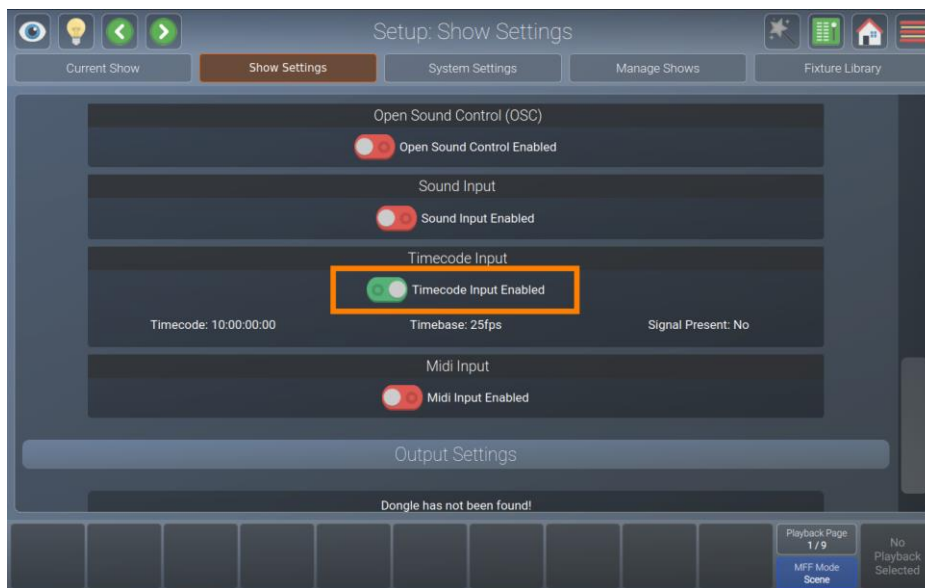 Setup: Show Settings
Current Show
Show Settings
System Settings
Manage Shows
Fixture Library
Open Sound Control (OSC)
Open Sound Control Enabled
Sound Input
Sound Input Enabled
Timecode Input
Timecode Input Enabled
Timecode: 10:00:00:00
Timebase: 25fps
Signal Present: No
Midi Input
Midi Input Enabled
Output Settings
Dongle has not been found!
Playback Page
1/9
MFF Mode
Scene
No
Playback
Selected